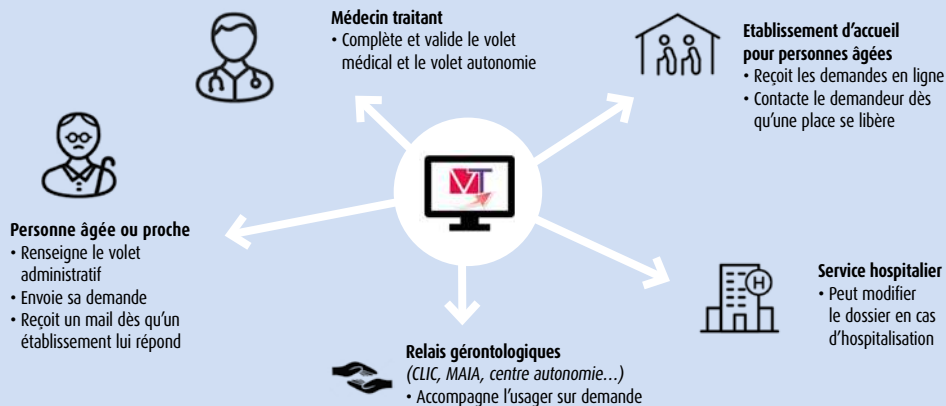 Médecin traitant
• Complète et valide le volet
médical et le volet autonomie
Etablissement d'accueil
pour personnes âgées
• Reçoit les demandes en ligne
• Contacte le demandeur dès
qu'une place se libère
VT
Personne âgée ou proche
• Renseigne le volet
administratif
• Envoie sa demande
• Reçoit un mail dès qu'un
établissement lui répond
Service hospitalier
• Peut modifier
le dossier en cas
d'hospitalisation
H
Relais gérontologiques
(CLIC, MAIA, centre autonomie...)
• Accompagne l'usager sur demande